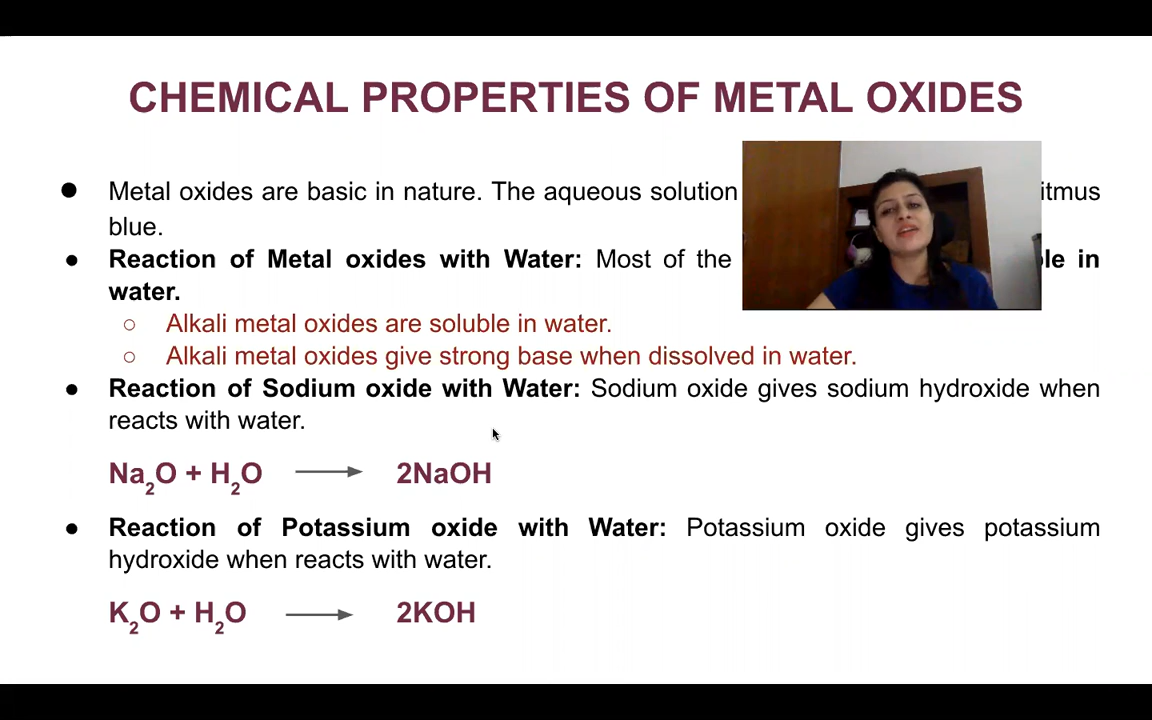 CHEMICAL PROPERTIES OF METAL OXIDES
● Metal oxides are basic in nature. The aqueous solution
blue.
● Reaction of Metal oxides with Water: Most of the in
water.
○ Alkali metal oxides are soluble in water.
○ Alkali metal oxides give strong base when dissolved in water.
● Reaction of Sodium oxide with Water: Sodium oxide gives sodium hydroxide when
reacts with water.
Na₂O + H₂O ⟶ 2NaOH
● Reaction of Potassium oxide with Water: Potassium oxide gives potassium
hydroxide when reacts with water.
K₂O + H₂O ⟶ 2KOH